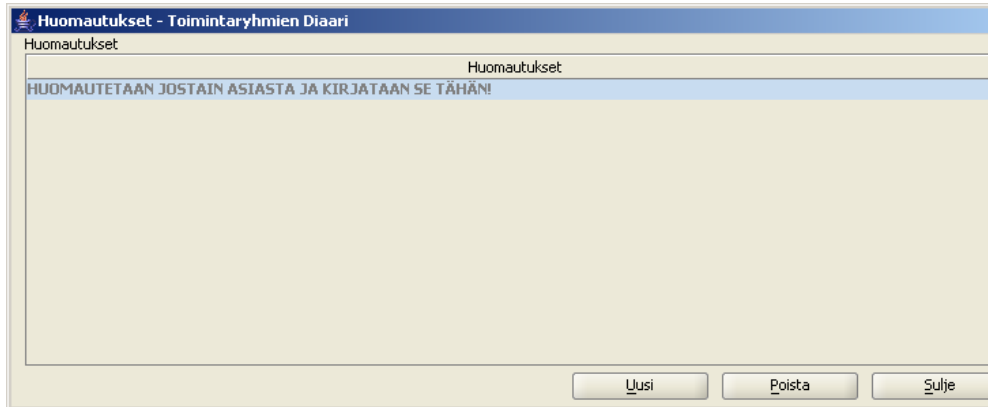 Huomautukset - Toimintaryhmien Diaari
Huomautukset
Huomautukset
HUOMAUTETAAN JOSTAIN ASIASTA JA KIRJATAAN SE TÄHÄN!
Uusi
Poista
Sulje